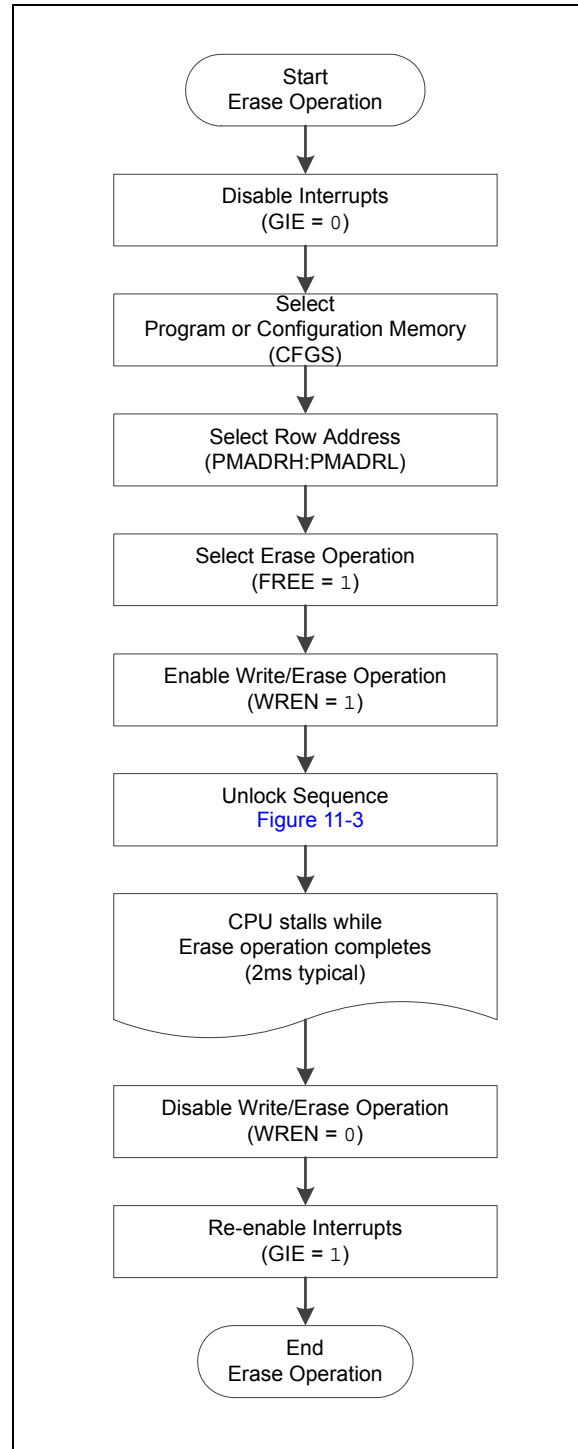 Start
Erase Operation
Disable Interrupts
(GIE = 0)
Select
Program or Configuration Memory
(CFGS)
Select Row Address
(PMADRH:PMADRL)
Select Erase Operation
(FREE = 1)
Enable Write/Erase Operation
(WREN = 1)
Unlock Sequence
Figure 11-3
CPU stalls while
Erase operation completes
(2ms typical)
Disable Write/Erase Operation
(WREN = 0)
Re-enable Interrupts
(GIE = 1)
End
Erase Operation